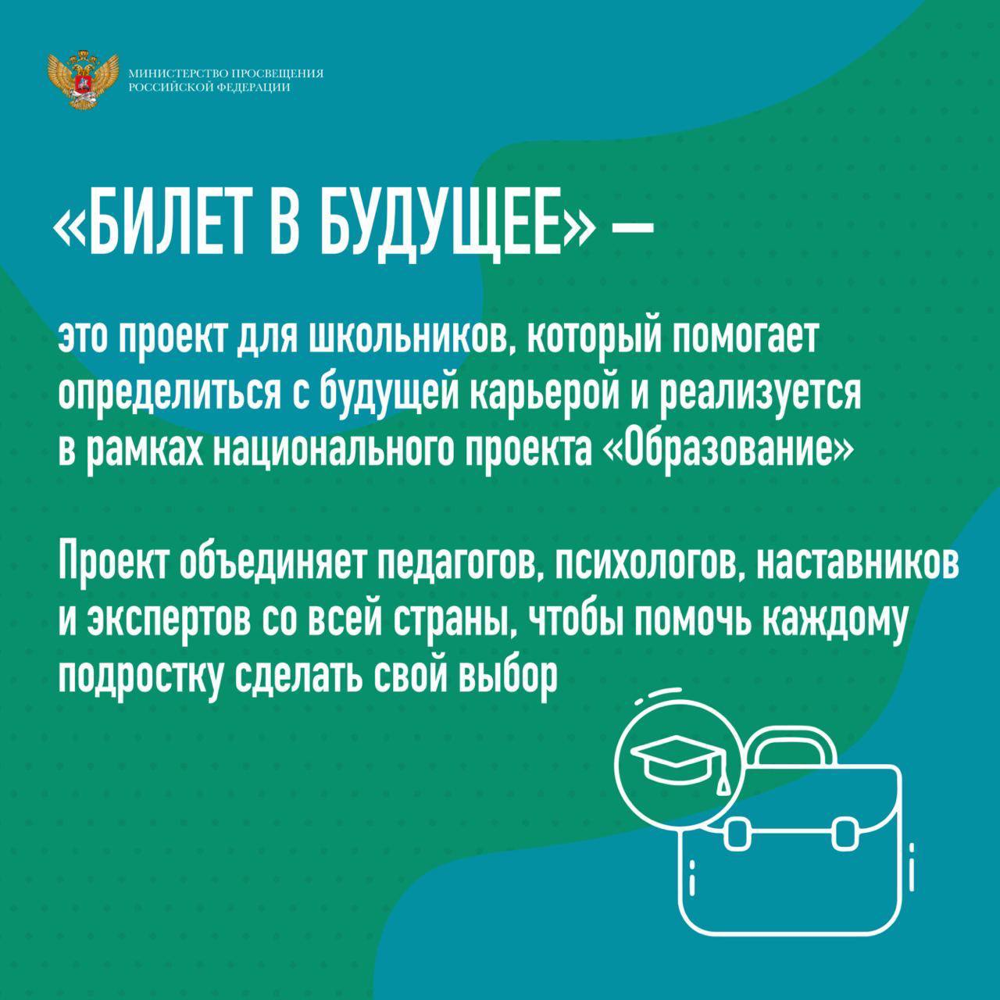 МИНИСТЕРСТВО ПРОСВЕЩЕНИЯ
РОССИЙСКОЙ ФЕДЕРАЦИИ
«БИЛЕТ В БУДУЩЕЕ» –
это проект для школьников, который помогает
определиться с будущей карьерой и реализуется
в рамках национального проекта «Образование»
Проект объединяет педагогов, психологов, наставников
и экспертов со всей страны, чтобы помочь каждому
подростку сделать свой выбор